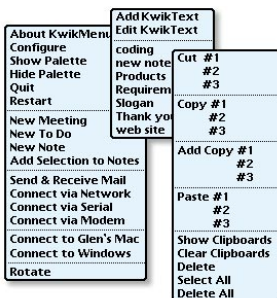 About KwikMenu
Configure
Show Palette
Hide Palette
Quit
Restart
New Meeting
New To Do
New Note
Add Selection to Notes
Send & Receive Mail
Connect via Network
Connect via Serial
Connect via Modem
Connect to Glen's Mac
Connect to Windows
Rotate
Add KwikText
Edit KwikText
coding
new note
Products
Requirem
Slogan
Thank you
web site
Cut #1
#2
#3
Copy #1
#2
#3
Add Copy #1
#2
#3
Paste #1
#2
#3
Show Clipboards
Clear Clipboards
Delete
Select All
Delete All